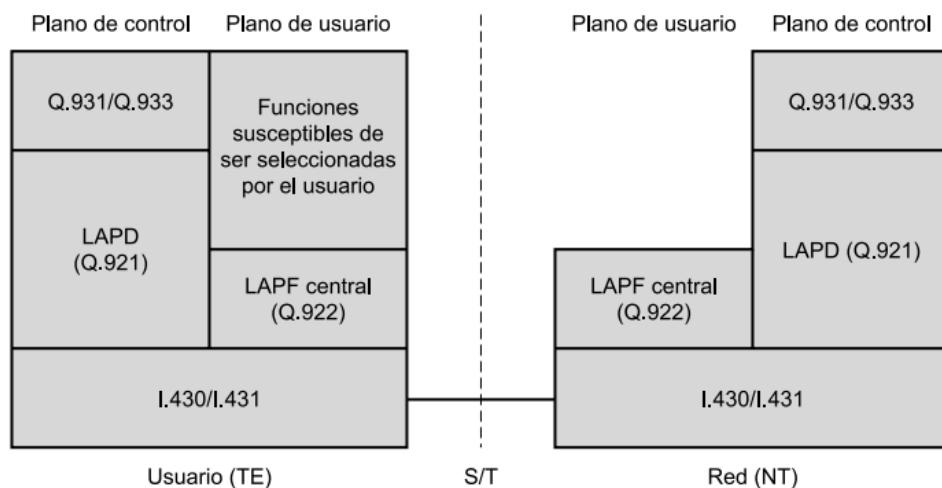 Plano de control
Plano de usuario
Plano de usuario
Plano de control
Q.931/Q.933
Funciones
susceptibles de
ser seleccionadas
por el usuario
Q.931/Q.933
LAPD
(Q.921)
LAPD (Q.921)
LAPF central
(Q.922)
LAPF central
(Q.922)
I.430/I.431
I.430/I.431
Usuario (TE)
S/T
Red (NT)